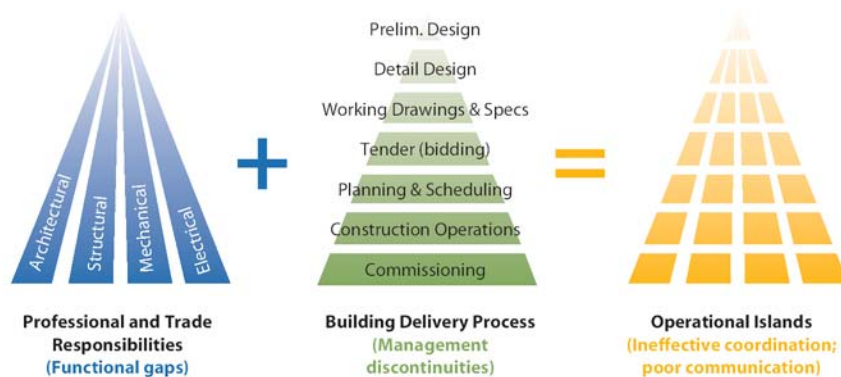 Architectural
Structural
Mechanical
Electrical
+
Prelim. Design
Detail Design
Working Drawings & Specs
Tender (bidding)
Planning & Scheduling
Construction Operations
Commissioning
=
Professional and Trade
Responsibilities
(Functional gaps)
Building Delivery Process
(Management
discontinuities)
Operational Islands
(Ineffective coordination;
poor communication)